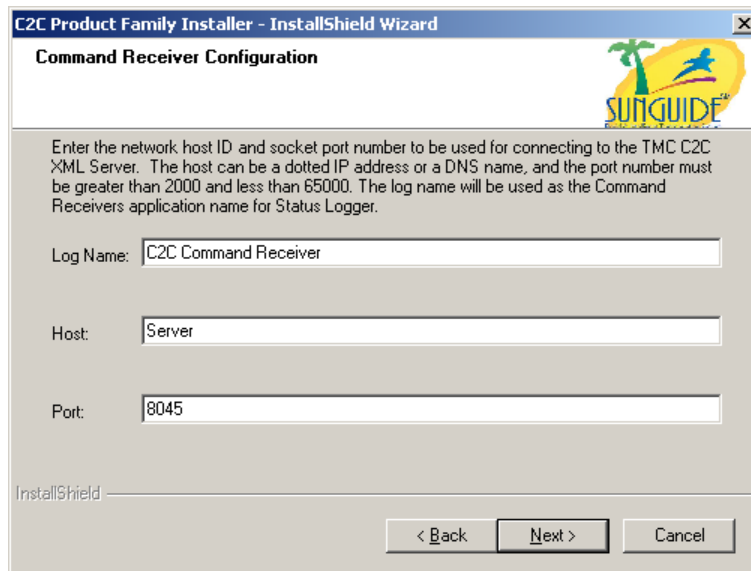 C2C Product Family Installer - InstallShield Wizard
Command Receiver Configuration
SUNGUIDE
Enter the network host ID and socket port number to be used for connecting to the TMC C2C
XML Server. The host can be a dotted IP address or a DNS name, and the port number must
be greater than 2000 and less than 65000. The log name will be used as the Command
Receivers application name for Status Logger.
Log Name: C2C Command Receiver
Host: Server
Port: 8045
InstallShield
< Back Next > Cancel